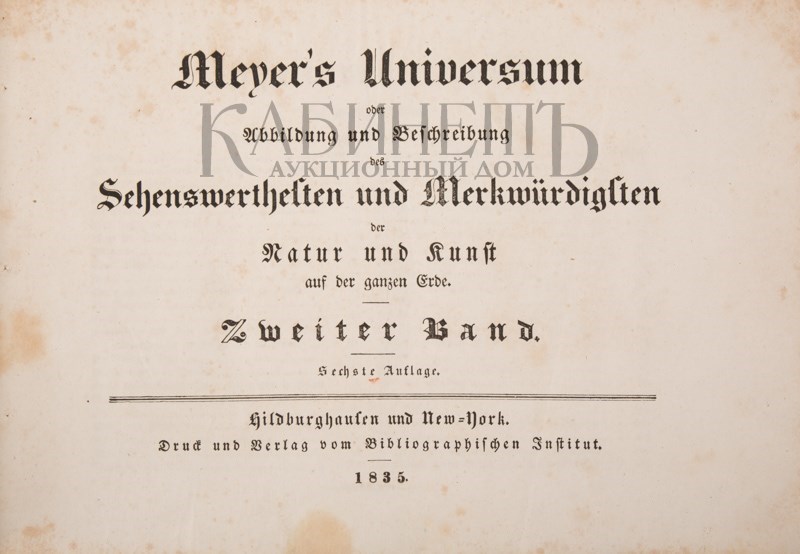 Meyer's Universum
oder
Abbildung und Beschreibung
des
Sehenswerthesten und Merkwürdigsten
der
Natur und Kunst
auf der ganzen Erde.
Zweiter Band.
Sechste Auflage.
Hildburghausen und New-York.
Druck und Verlag vom Bibliographischen Institut.
1835.
КАБИНЕТЪ
АУКЦИОННЫЙ ДОМ